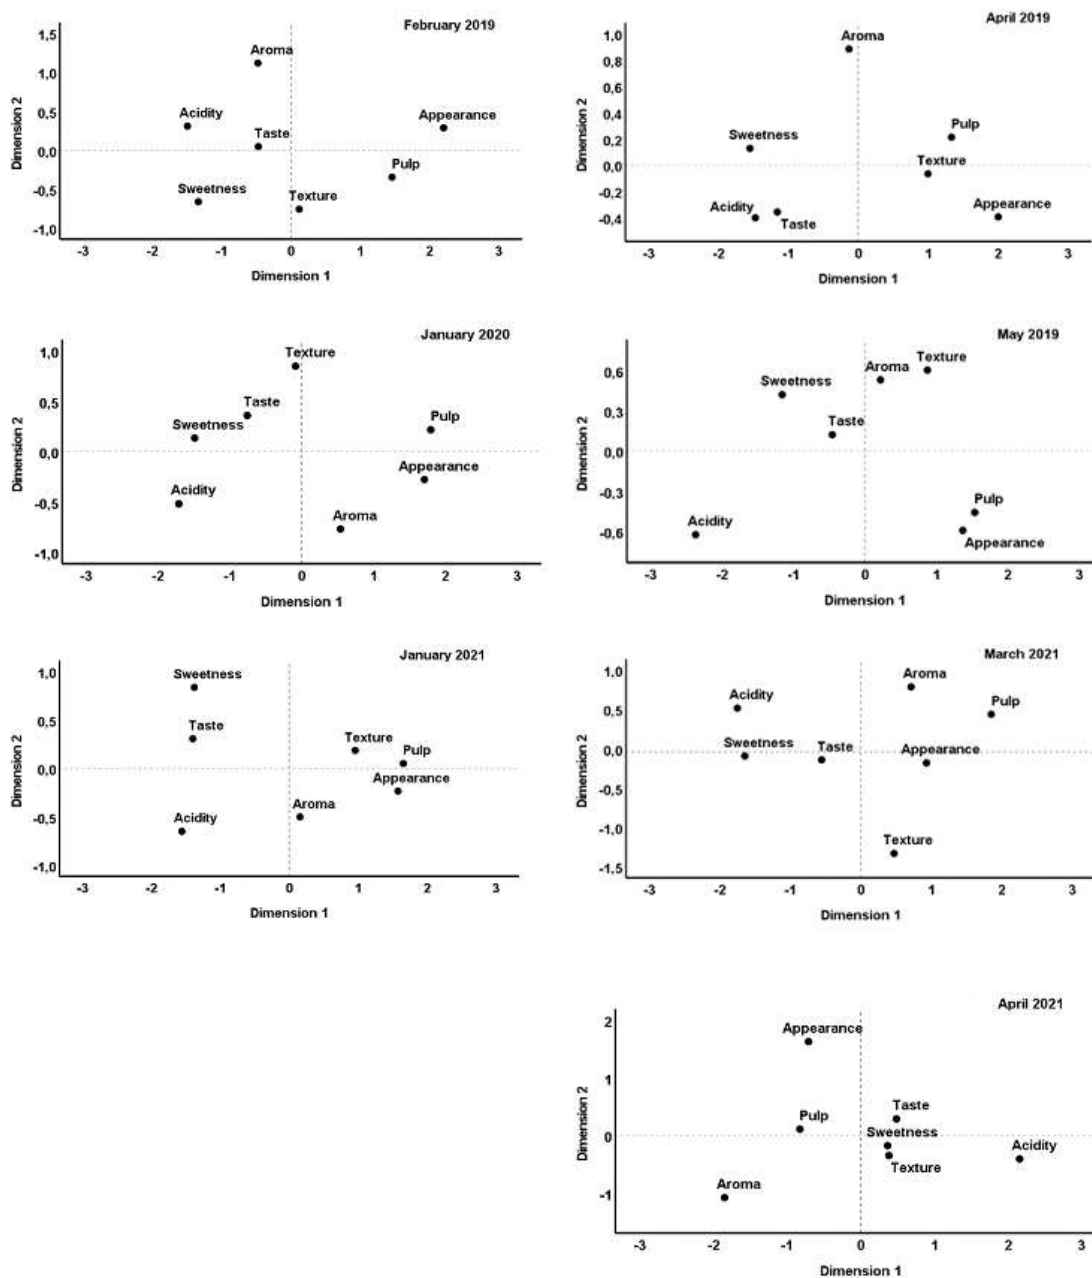 February 2019
1,5
1,0
0,5
0,0
-0,5
-1,0
Dimension 2
Aroma
Acidity
Appearance
Taste
Pulp
Sweetness
Texture
-3 -2 -1 0 1 2 3
Dimension 1
April 2019
1,0
0,8
0,6
0,4
0,2
0,0
-0,2
-0,4
Dimension 2
Aroma
Pulp
Sweetness
Texture
Acidity
Appearance
Taste
-3 -2 -1 0 1 2 3
Dimension 1
January 2020
1,0
0,5
0,0
-0,5
-1,0
Dimension 2
Texture
Taste
Pulp
Sweetness
Appearance
Acidity
Aroma
-3 -2 -1 0 1 2 3
Dimension 1
May 2019
0,6
0,3
0,0
-0,3
-0,6
Dimension 2
Texture
Aroma
Sweetness
Taste
Pulp
Acidity
Appearance
-3 -2 -1 0 1 2 3
Dimension 1
January 2021
1,0
0,5
0,0
-0,5
-1,0
Dimension 2
Sweetness
Taste
Texture
Pulp
Appearance
Aroma
Acidity
-3 -2 -1 0 1 2 3
Dimension 1
March 2021
1,0
0,5
0,0
-0,5
-1,0
-1,5
Dimension 2
Aroma
Acidity
Pulp
Sweetness
Taste
Appearance
Texture
-3 -2 -1 0 1 2 3
Dimension 1
April 2021
2
1
0
-1
Dimension 2
Appearance
Taste
Pulp
Sweetness
Acidity
Texture
Aroma
-3 -2 -1 0 1 2 3
Dimension 1